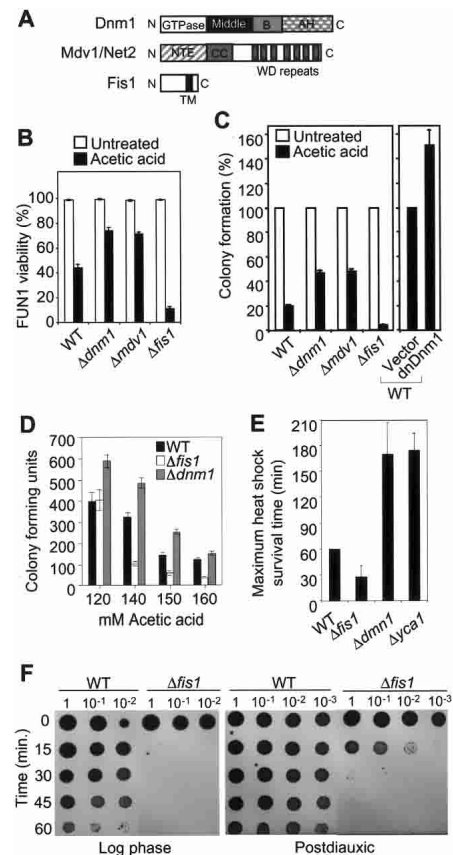 A
Dnm1 N GTPase Middle B AH C
Mdv1/Net2 N NTE CC C
WD repeats
Fis1 N C
TM
B
Untreated
Acetic acid
FUN1 viability (%)
100
80
60
40
20
0
WT Δdnm1 Δmdv1 Δfis1
C
Untreated
Acetic acid
Colony formation (%)
160
140
120
100
80
60
40
20
0
WT Δdnm1 Δmdv1 Δfis1 Vector dnDnm1
WT
D
WT
Δfis1
Δdnm1
Colony forming units
700
600
500
400
300
200
100
0
120 140 150 160
mM Acetic acid
E
Maximum heat shock
survival time (min)
210
180
150
120
90
60
30
0
WT Δfis1 Δdmn1 Δyca1
F
WT Δfis1 WT Δfis1
1 10-1 10-2 1 10-1 10-2 1 10-1 10-2 10-3 1 10-1 10-2 10-3
Time (min.)
0
15
30
45
60
Log phase Postdiauxic